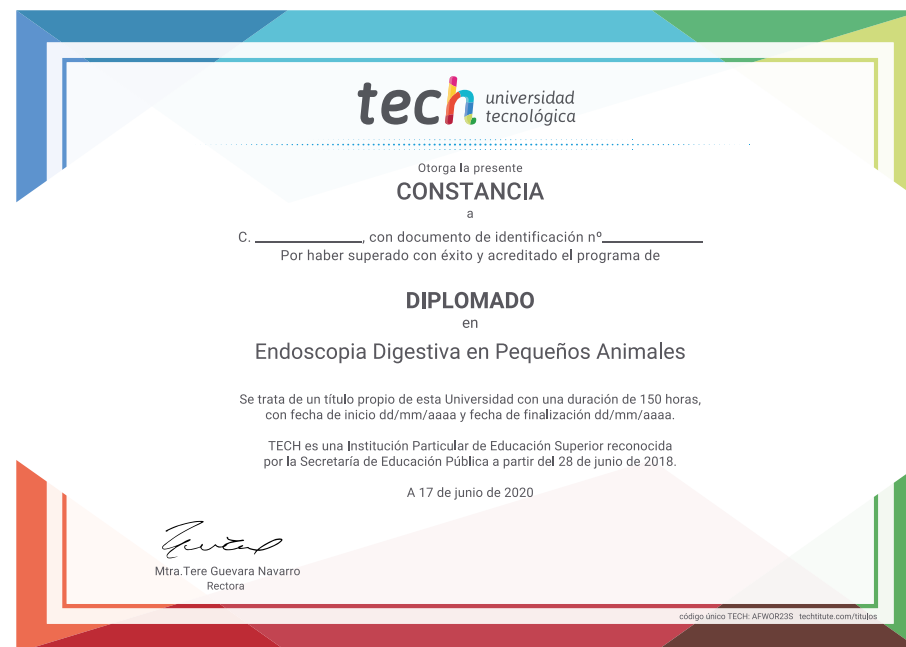 tech universidad
tecnológica
Otorga la presente
CONSTANCIA
a
C. ____________, con documento de identificación nº____________
Por haber superado con éxito y acreditado el programa de
DIPLOMADO
en
Endoscopia Digestiva en Pequeños Animales
Se trata de un título propio de esta Universidad con una duración de 150 horas,
con fecha de inicio dd/mm/aaaa y fecha de finalización dd/mm/aaaa.
TECH es una Institución Particular de Educación Superior reconocida
por la Secretaría de Educación Pública a partir del 28 de junio de 2018.
A 17 de junio de 2020
Mtra.Tere Guevara Navarro
Rectora
código único TECH: AFWOR23S techtitute.com/titulos